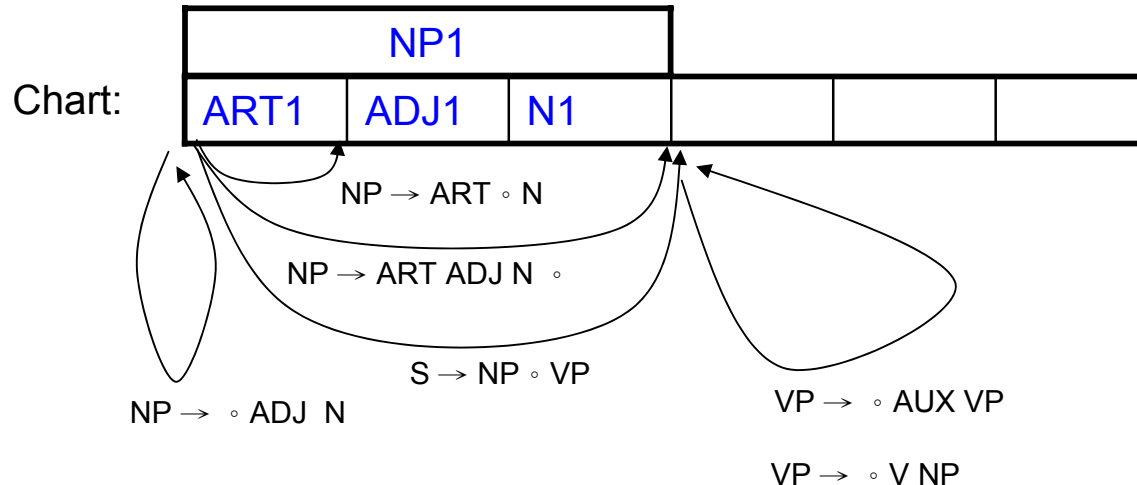 NP1
Chart: ART1 ADJ1 N1
NP → ART ◦ N
NP → ART ADJ N ◦
S → NP ◦ VP
NP → ◦ ADJ N
VP → ◦ AUX VP
VP → ◦ V NP